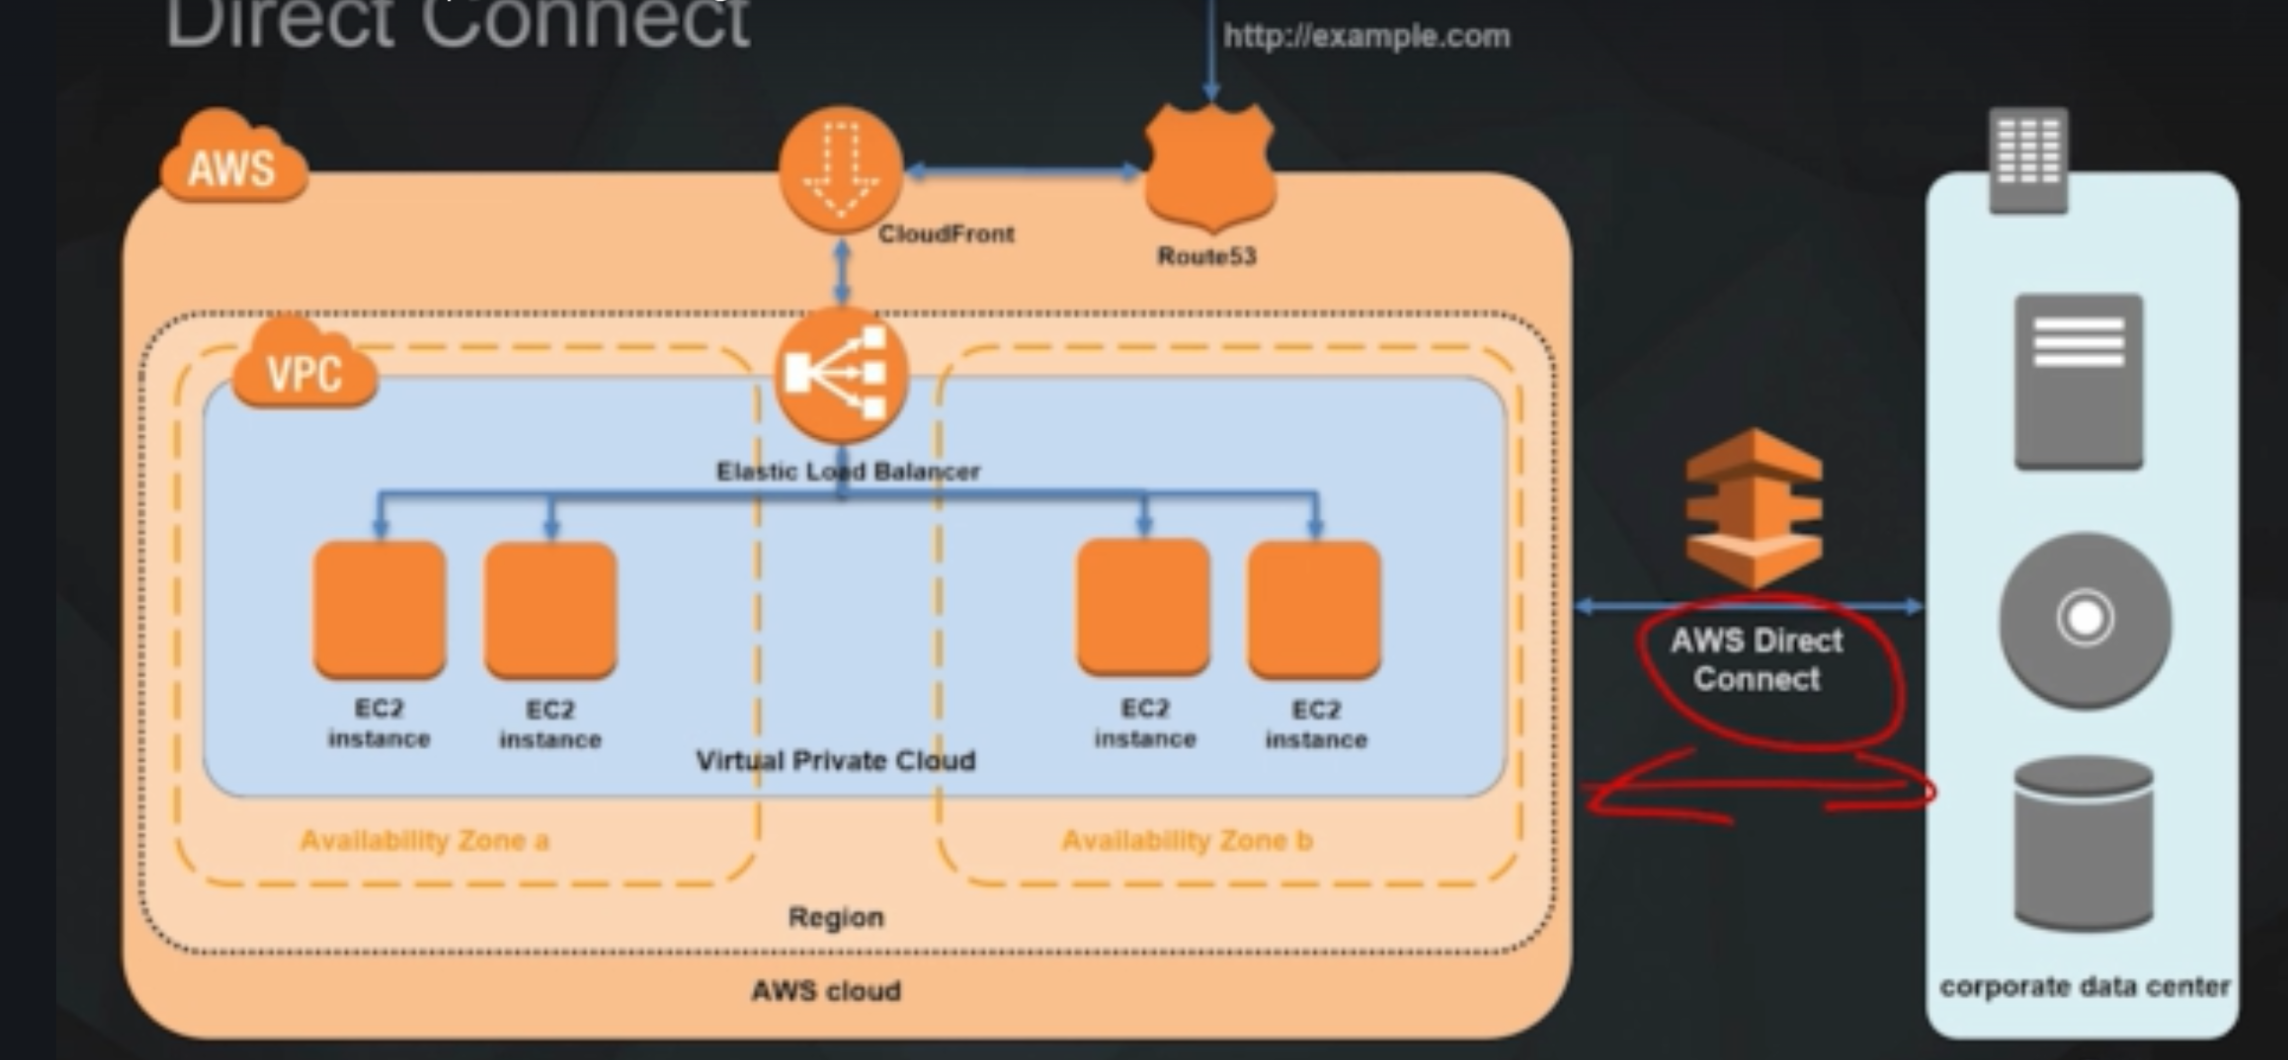 Direct Connect
http://example.com
AWS
CloudFront
Route53
VPC
Elastic Load Balancer
EC2
instance
EC2
instance
EC2
instance
EC2
instance
Virtual Private Cloud
Availability Zone a
Availability Zone b
Region
AWS cloud
AWS Direct
Connect
corporate data center